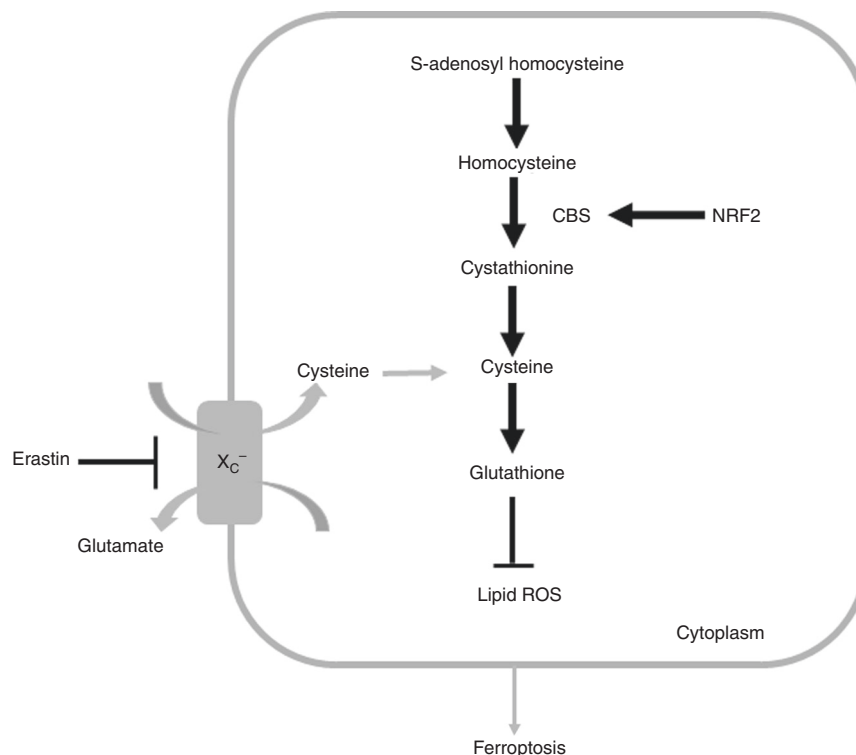 S-adenosyl homocysteine
Homocysteine
CBS
NRF2
Cystathionine
Cysteine
Cysteine
Erastin
XC−
Glutathione
Glutamate
Lipid ROS
Cytoplasm
Ferroptosis